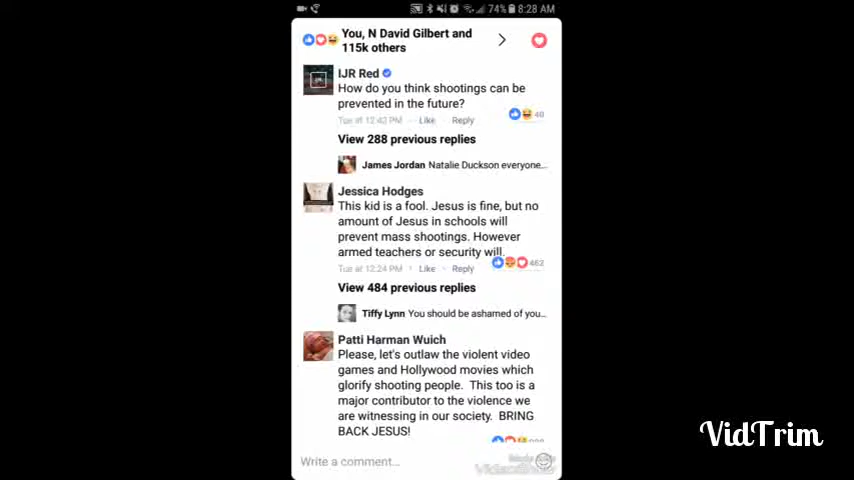 74% 8:28 AM
You, N David Gilbert and
115k others
IJR Red
How do you think shootings can be
prevented in the future?
Tue at 12:42 PM Like Reply 40
View 288 previous replies
James Jordan Natalie Duckson everyone...
Jessica Hodges
This kid is a fool. Jesus is fine, but no
amount of Jesus in schools will
prevent mass shootings. However
armed teachers or security will.
Tue at 12:24 PM Like Reply 462
View 484 previous replies
Tiffy Lynn You should be ashamed of you...
Patti Harman Wuich
Please, let's outlaw the violent video
games and Hollywood movies which
glorify shooting people. This too is a
major contributor to the violence we
are witnessing in our society. BRING
BACK JESUS!
Write a comment...
VidTrim